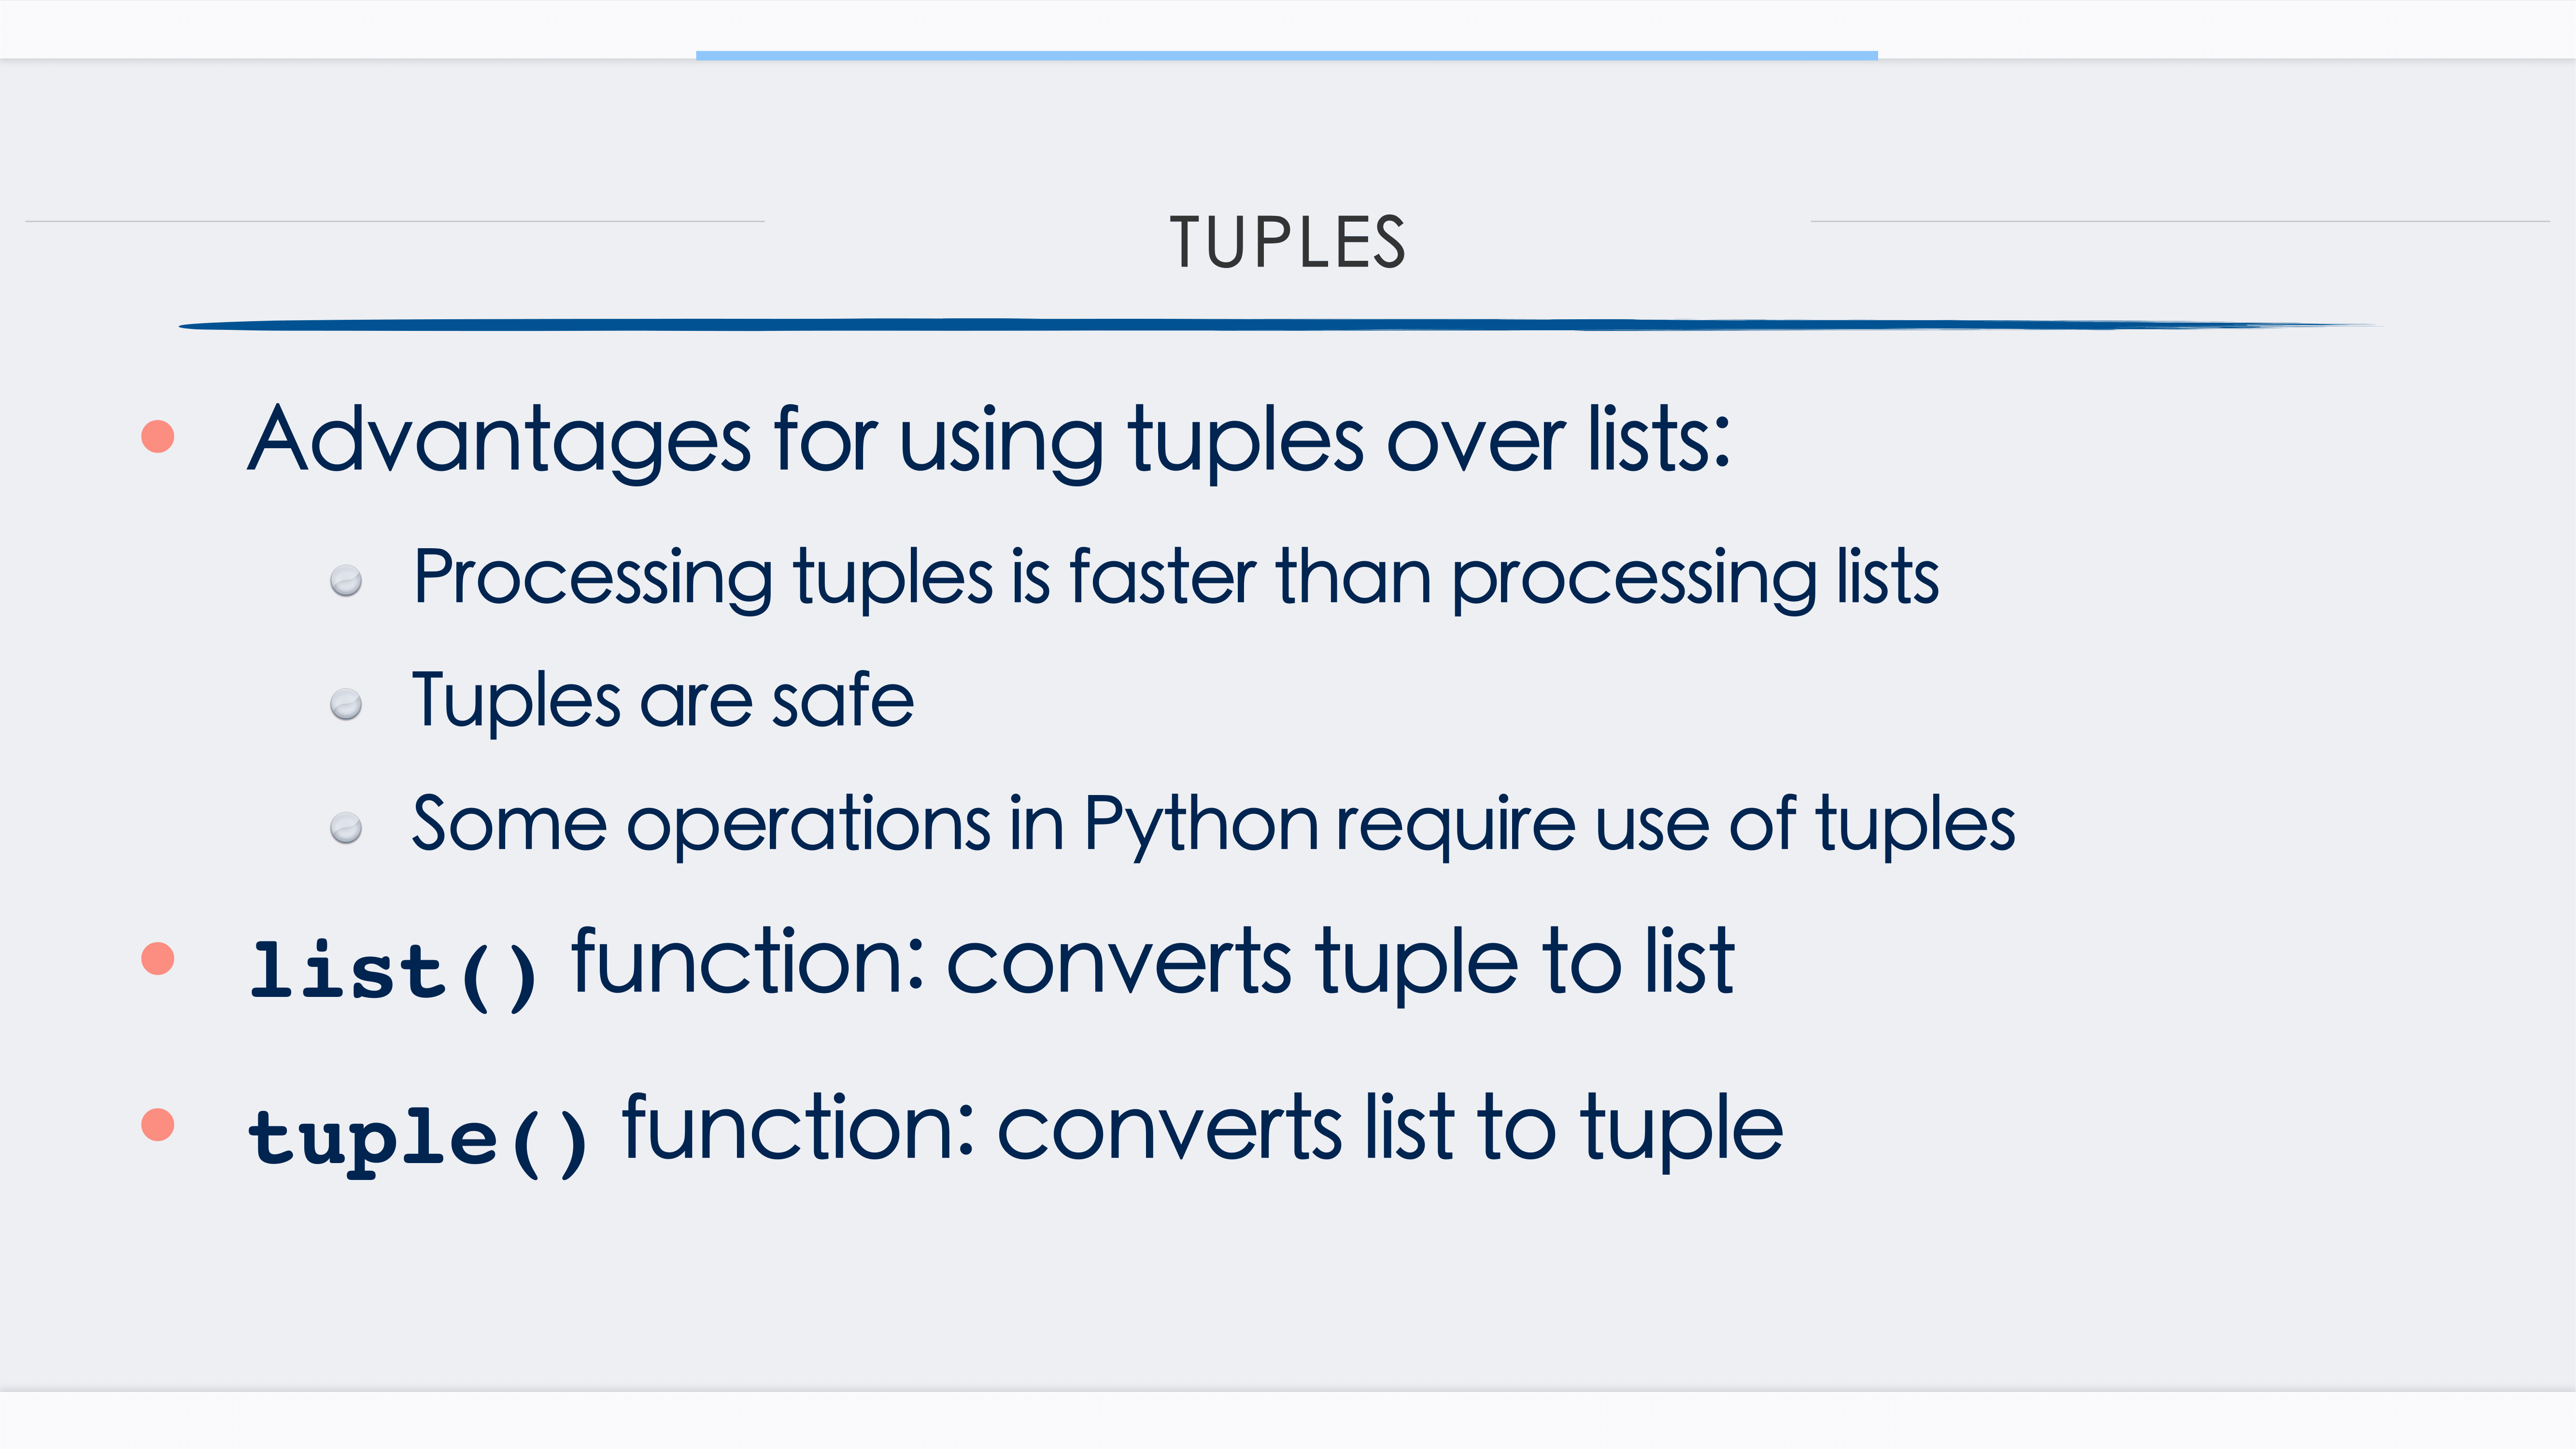 TUPLES
Advantages for using tuples over lists:
Processing tuples is faster than processing lists
Tuples are safe
Some operations in Python require use of tuples
list() function: converts tuple to list
tuple() function: converts list to tuple